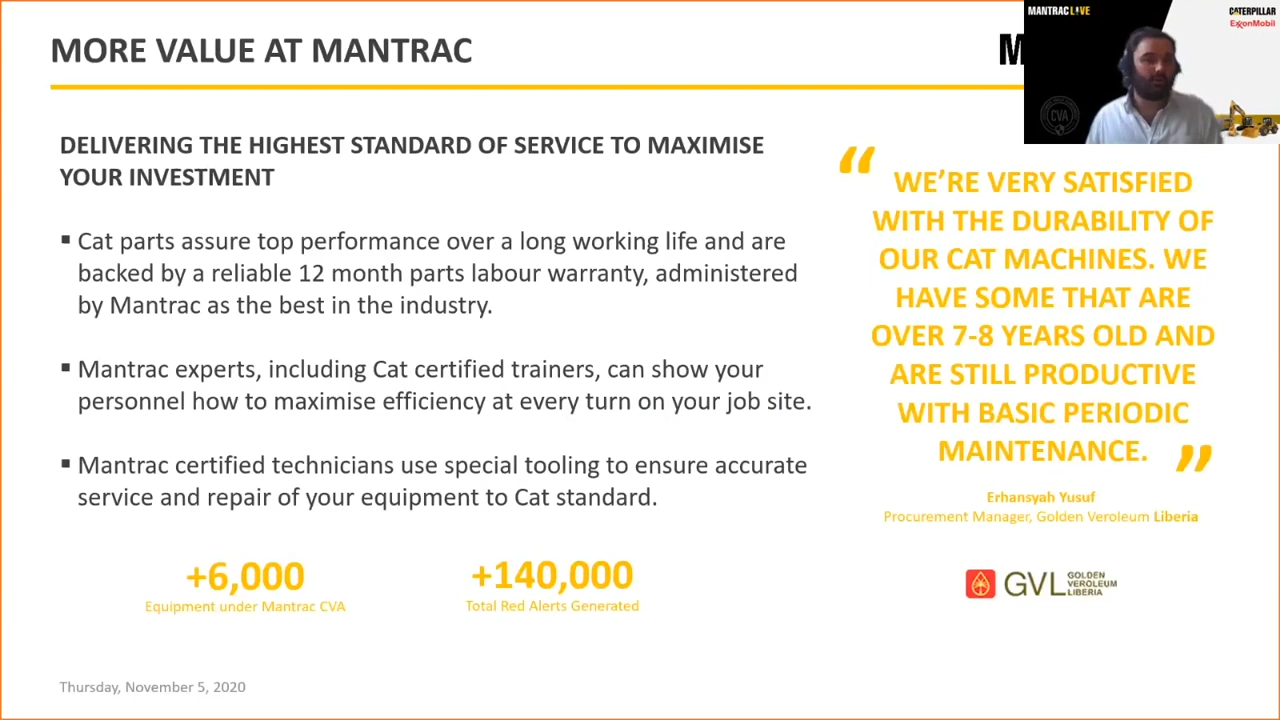 MORE VALUE AT MANTRAC
M
MANTRAC LIVE
CATERPILLAR
ExxonMobil
CVA
DELIVERING THE HIGHEST STANDARD OF SERVICE TO MAXIMISE
YOUR INVESTMENT
▪ Cat parts assure top performance over a long working life and are
backed by a reliable 12 month parts labour warranty, administered
by Mantrac as the best in the industry.
▪ Mantrac experts, including Cat certified trainers, can show your
personnel how to maximise efficiency at every turn on your job site.
▪ Mantrac certified technicians use special tooling to ensure accurate
service and repair of your equipment to Cat standard.
+6,000
Equipment under Mantrac CVA
+140,000
Total Red Alerts Generated
“ WE’RE VERY SATISFIED
WITH THE DURABILITY OF
OUR CAT MACHINES. WE
HAVE SOME THAT ARE
OVER 7-8 YEARS OLD AND
ARE STILL PRODUCTIVE
WITH BASIC PERIODIC
MAINTENANCE. ”
Erhansyah Yusuf
Procurement Manager, Golden Veroleum Liberia
GVL
GOLDEN
VEROLEUM
LIBERIA
Thursday, November 5, 2020